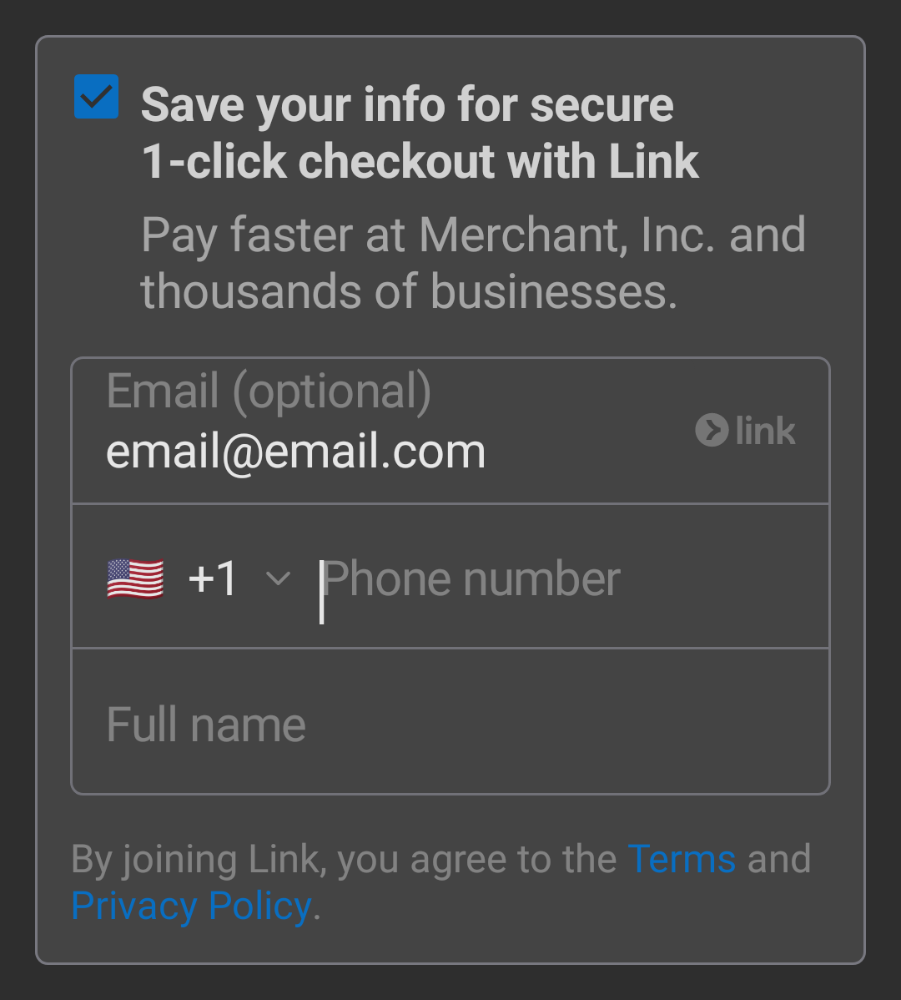 Save your info for secure
1-click checkout with Link
Pay faster at Merchant, Inc. and
thousands of businesses.
Email (optional)
email@email.com
link
+1 Phone number
Full name
By joining Link, you agree to the Terms and
Privacy Policy.